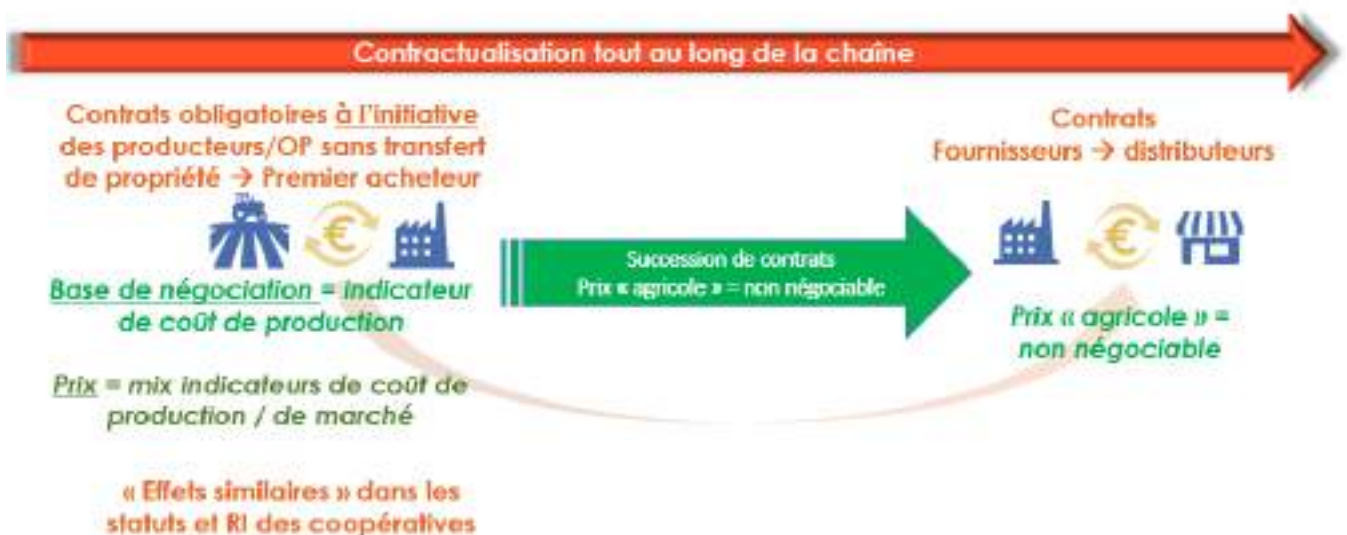 Contractualisation tout au long de la chaîne
Contrats obligatoires à l'initiative
des producteurs/OP sans transfert
de propriété → Premier acheteur
Base de négociation = Indicateur
de coût de production
Prix = mix indicateurs de coût de
production / de marché
« Effets similaires » dans les
statuts et RI des coopératives
Succession de contrats
Prix « agricole » = non négociable
Contrats
Fournisseurs → distributeurs
€
€
Prix « agricole » =
non négociable